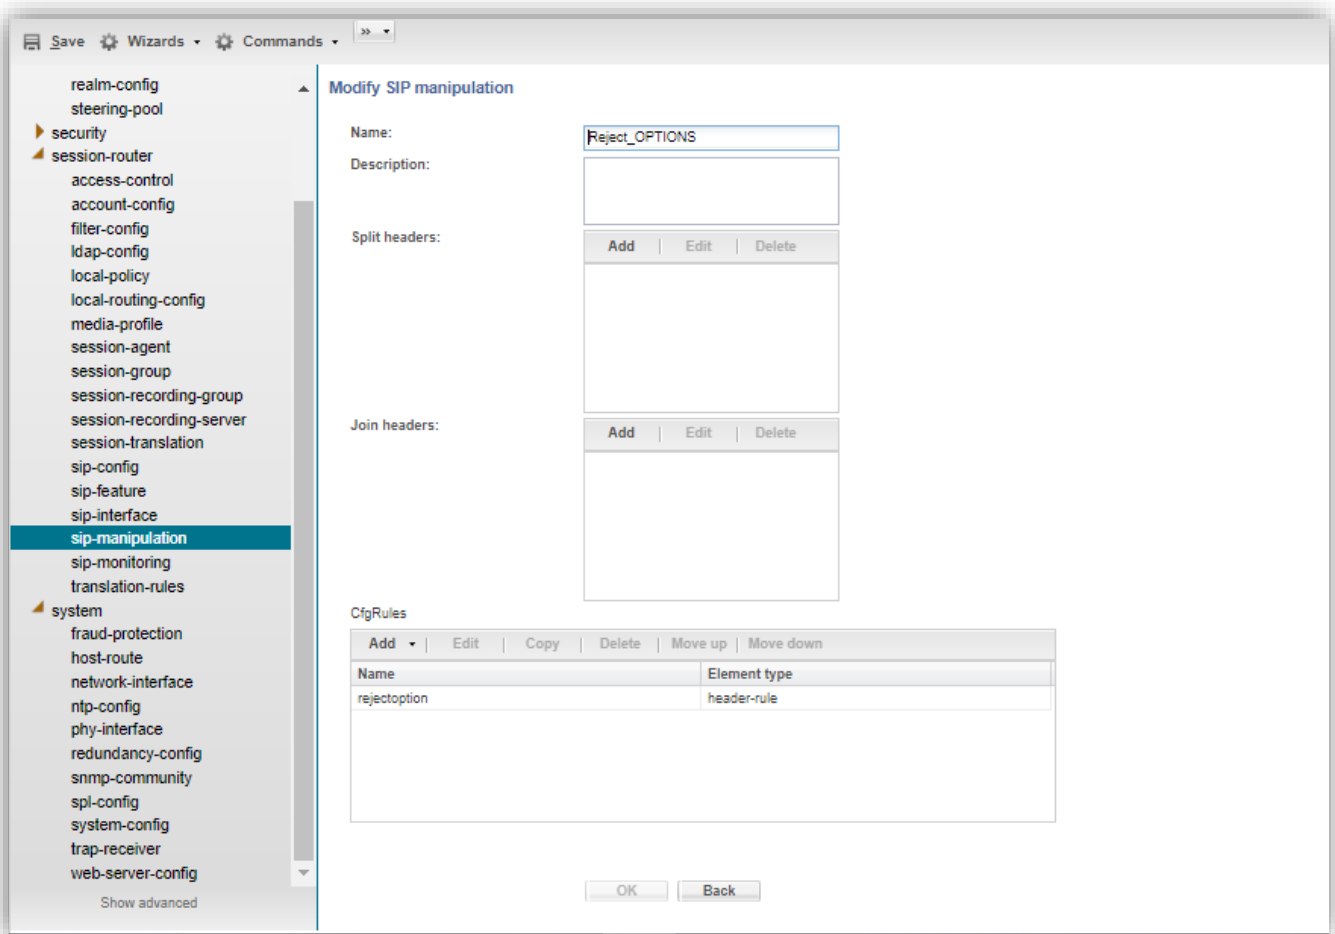 Save Wizards Commands »
realm-config
steering-pool
security
session-router
access-control
account-config
filter-config
ldap-config
local-policy
local-routing-config
media-profile
session-agent
session-group
session-recording-group
session-recording-server
session-translation
sip-config
sip-feature
sip-interface
sip-manipulation
sip-monitoring
translation-rules
system
fraud-protection
host-route
network-interface
ntp-config
phy-interface
redundancy-config
snmp-community
spl-config
system-config
trap-receiver
web-server-config
Show advanced
Modify SIP manipulation
Name: Reject_OPTIONS
Description:
Split headers: Add | Edit | Delete
Join headers: Add | Edit | Delete
CfgRules
Add | Edit | Copy | Delete | Move up | Move down
Name Element type
rejectoption header-rule
OK Back